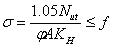 σ = 1.05N_ut / φAK_H ≤ f